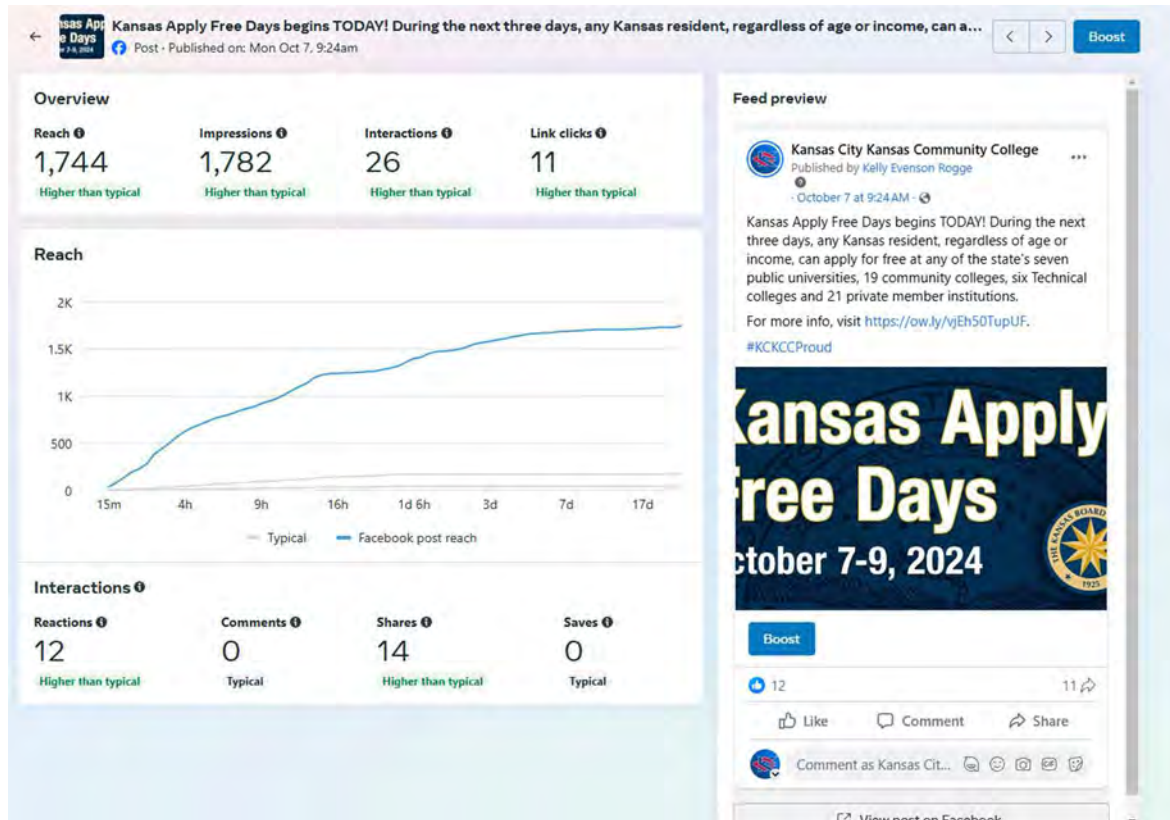 Kansas Apply Free Days begins TODAY! During the next three days, any Kansas resident, regardless of age or income, can a...
Post · Published on: Mon Oct 7, 9:24am
Boost
Overview
Reach
Impressions
Interactions
Link clicks
1,744
1,782
26
11
Higher than typical
Higher than typical
Higher than typical
Higher than typical
Reach
2K
1.5K
1K
500
0
15m
4h
9h
16h
1d 6h
3d
7d
17d
Typical
Facebook post reach
Interactions
Reactions
Comments
Shares
Saves
12
0
14
0
Higher than typical
Typical
Higher than typical
Typical
Feed preview
Kansas City Kansas Community College
Published by Kelly Evenson Rogge
· October 7 at 9:24 AM ·
Kansas Apply Free Days begins TODAY! During the next
three days, any Kansas resident, regardless of age or
income, can apply for free at any of the state's seven
public universities, 19 community colleges, six Technical
colleges and 21 private member institutions.
For more info, visit https://ow.ly/vjEh50TupUF.
#KCKCCProud
Kansas Apply
Free Days
ctober 7-9, 2024
THE KANSAS BOARD
1925
Boost
12
11
Like
Comment
Share
Comment as Kansas Cit...
GIF
View post on Facebook